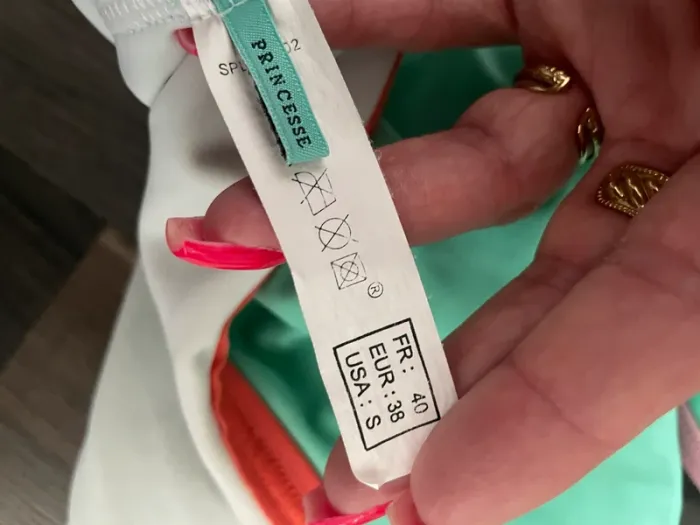 PRINCESSE
®
FR: 40
EUR:38
USA: S